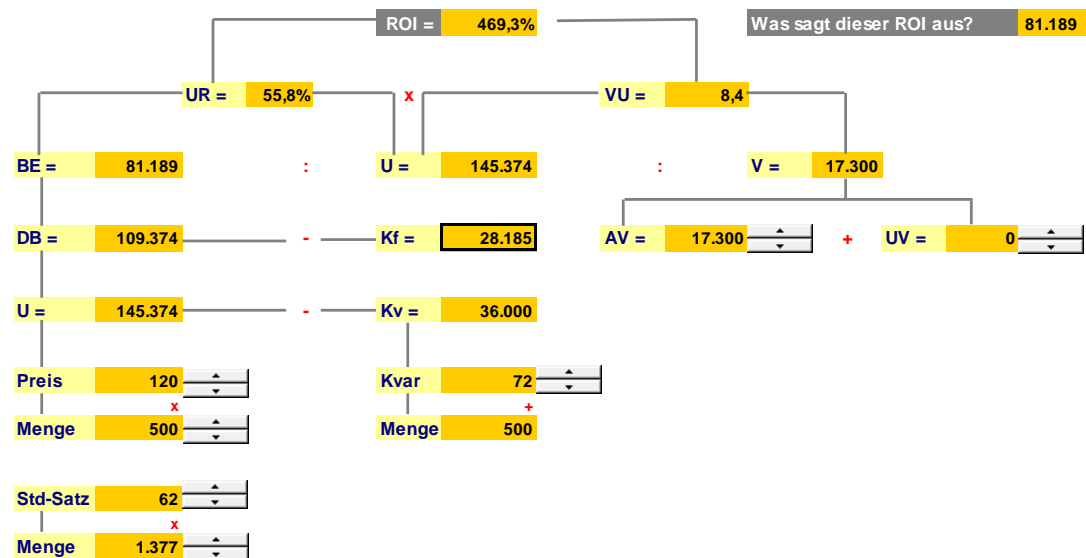 ROI = 469,3% Was sagt dieser ROI aus? 81.189
UR = 55,8% x VU = 8,4
BE = 81.189 : U = 145.374 : V = 17.300
DB = 109.374 - Kf = 28.185 AV = 17.300 + UV = 0
U = 145.374 - Kv = 36.000
Preis 120 Kvar 72
x +
Menge 500 Menge 500
Std-Satz 62
x
Menge 1.377